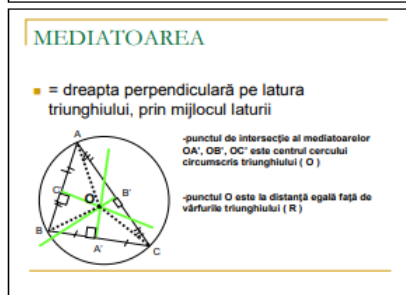 MEDIATOAREA
= dreapta perpendiculară pe latura
triunghiului, prin mijlocul laturii
-punctul de intersecție al mediatoarelor
OA', OB', OC' este centrul cercului
circumscris triunghiului ( O )
-punctul O este la distanță egală față de
vârfurile triunghiului ( R )
A
C'
B'
O
B
A'
C